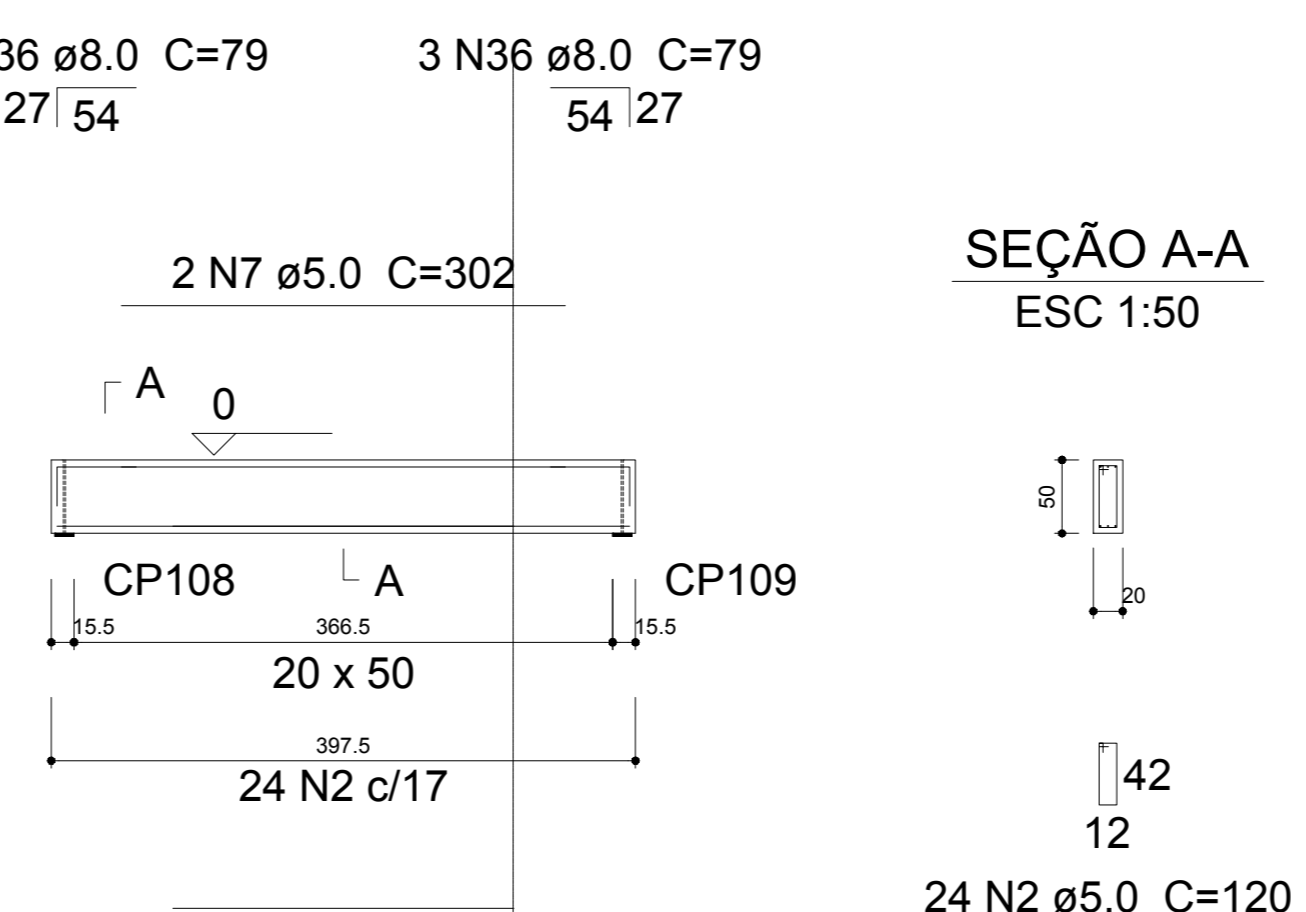 36 ø8.0 C=79
3 N36 ø8.0 C=79
27 54
54 27
2 N7 ø5.0 C=302
SEÇÃO A-A
ESC 1:50
A
0
50
20
CP108
A
CP109
15.5
366.5
15.5
20 x 50
397.5
24 N2 c/17
42
12
24 N2 ø5.0 C=120